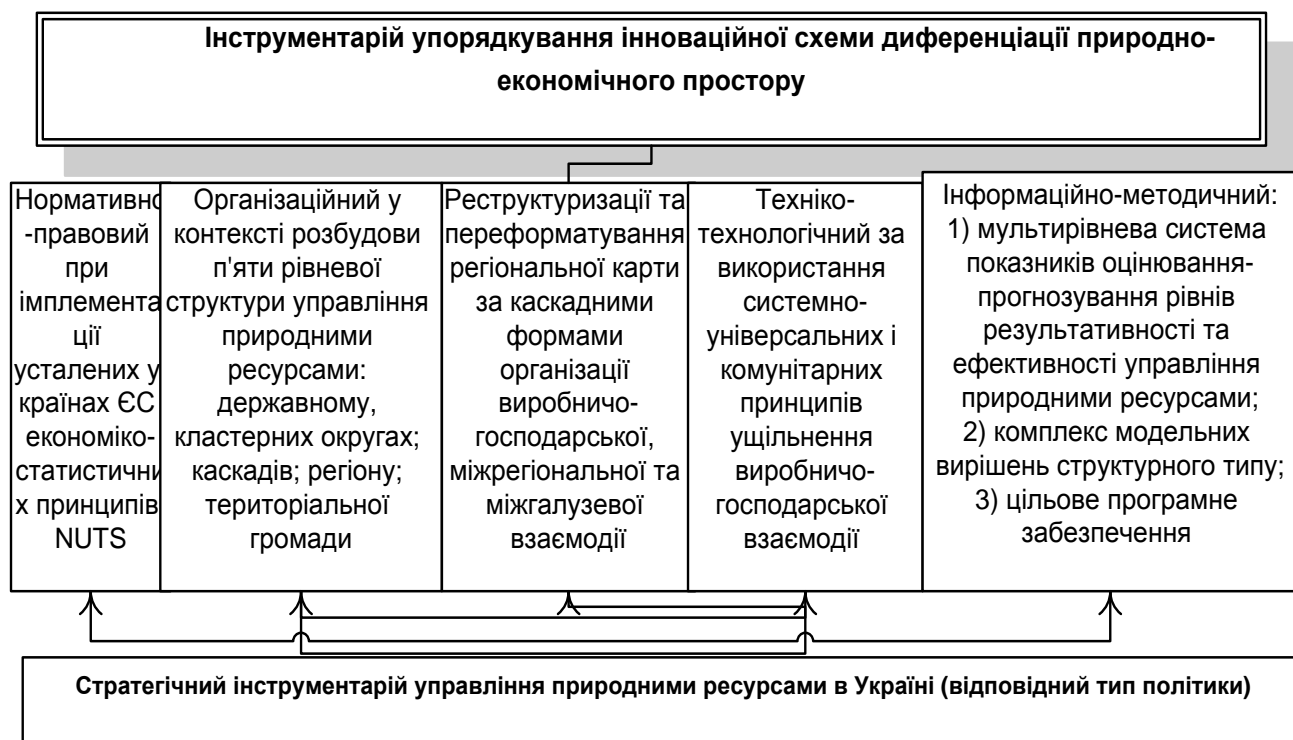 Інструментарій упорядкування інноваційної схеми диференціації природно-
економічного простору
Нормативно
-правовий
при
імплемента
ції
усталених у
країнах ЄС
економіко-
статистични
х принципів
NUTS
Організаційний у
контексті розбудови
п'яти рівневої
структури управління
природними
ресурсами:
державному,
кластерних округах;
каскадів; регіону;
територіальної
громади
Реструктуризації та
переформатування
регіональної карти
за каскадними
формами
організації
виробничо-
господарської,
міжрегіональної та
міжгалузевої
взаємодії
Техніко-
технологічний за
використання
системно-
універсальних і
комунітарних
принципів
ущільнення
виробничо-
господарської
взаємодії
Інформаційно-методичний:
1) мультирівнева система
показників оцінювання-
прогнозування рівнів
результативності та
ефективності управління
природними ресурсами;
2) комплекс модельних
вирішень структурного типу;
3) цільове програмне
забезпечення
Стратегічний інструментарій управління природними ресурсами в Україні (відповідний тип політики)